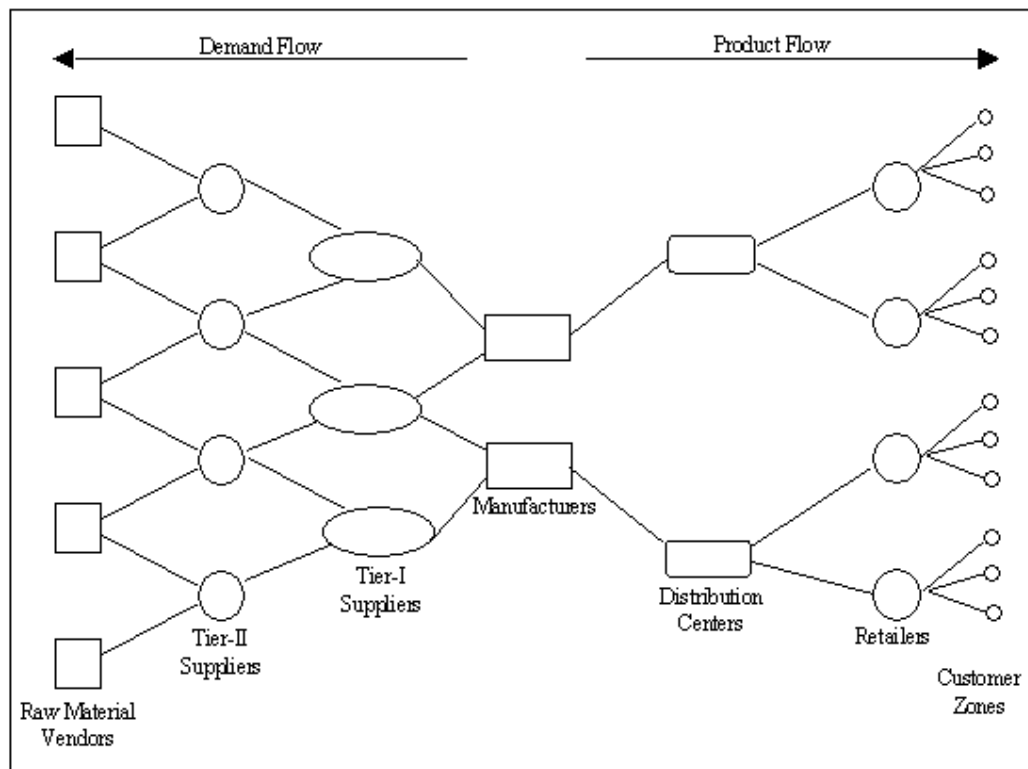 Demand Flow
Product Flow
Manufacturers
Tier-I
Suppliers
Distribution
Centers
Retailers
Tier-II
Suppliers
Customer
Zones
Raw Material
Vendors